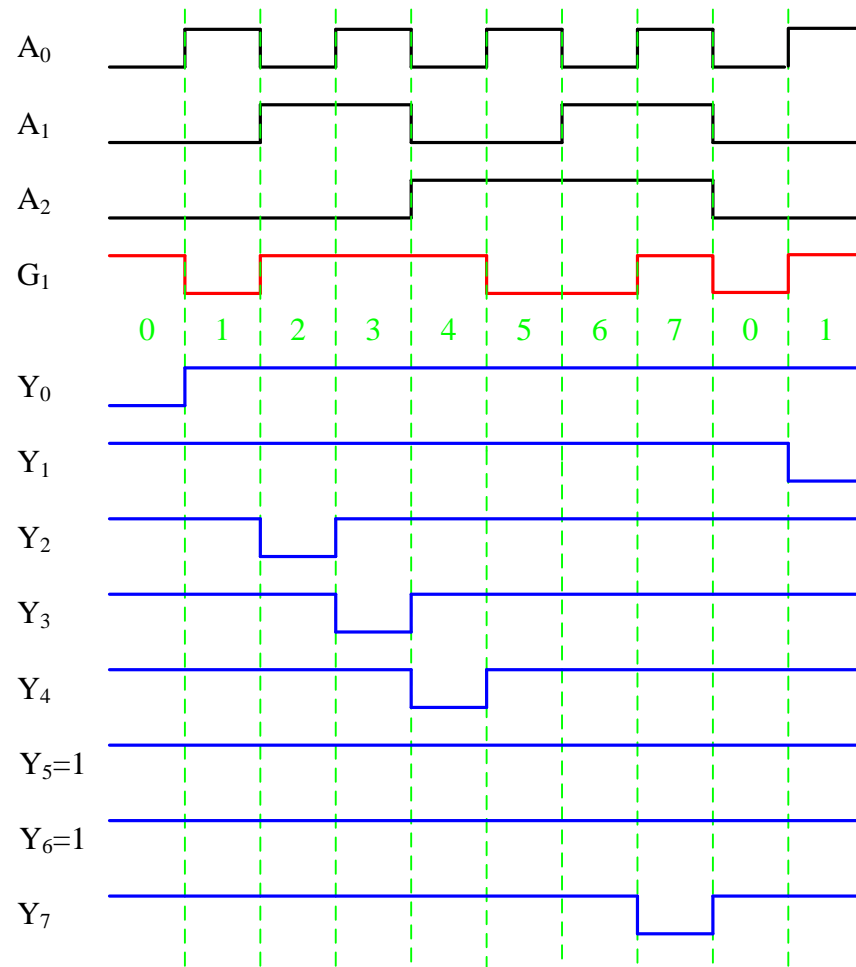 A₀
A₁
A₂
G₁
0 1 2 3 4 5 6 7 0 1
Y₀
Y₁
Y₂
Y₃
Y₄
Y₅=1
Y₆=1
Y₇